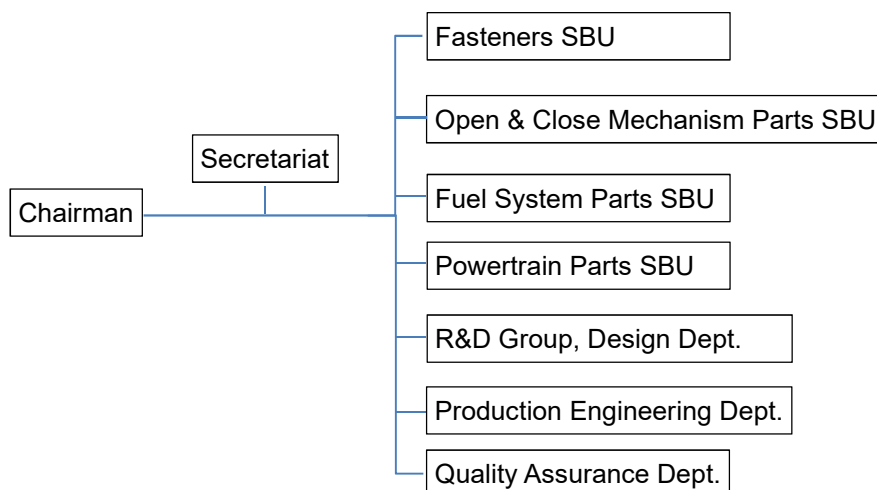 Fasteners SBU
Open & Close Mechanism Parts SBU
Secretariat
Fuel System Parts SBU
Chairman
Powertrain Parts SBU
R&D Group, Design Dept.
Production Engineering Dept.
Quality Assurance Dept.